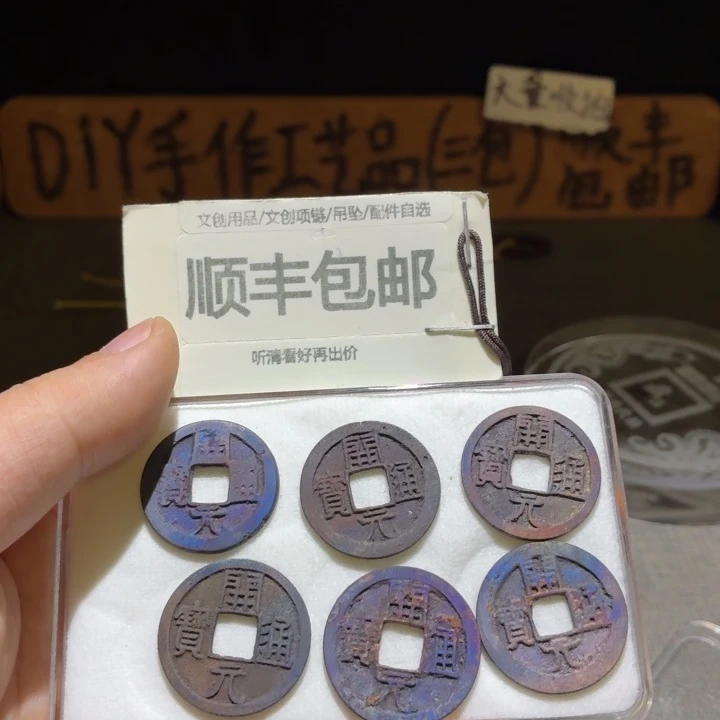 大量收
DIY手作工艺品(三包)顺丰包邮
文创用品/文创项链/吊坠/配件自选
顺丰包邮
听清看好再出价
開元通寶
開元通寶
開元通寶
開元通寶
開元通寶
開元通寶